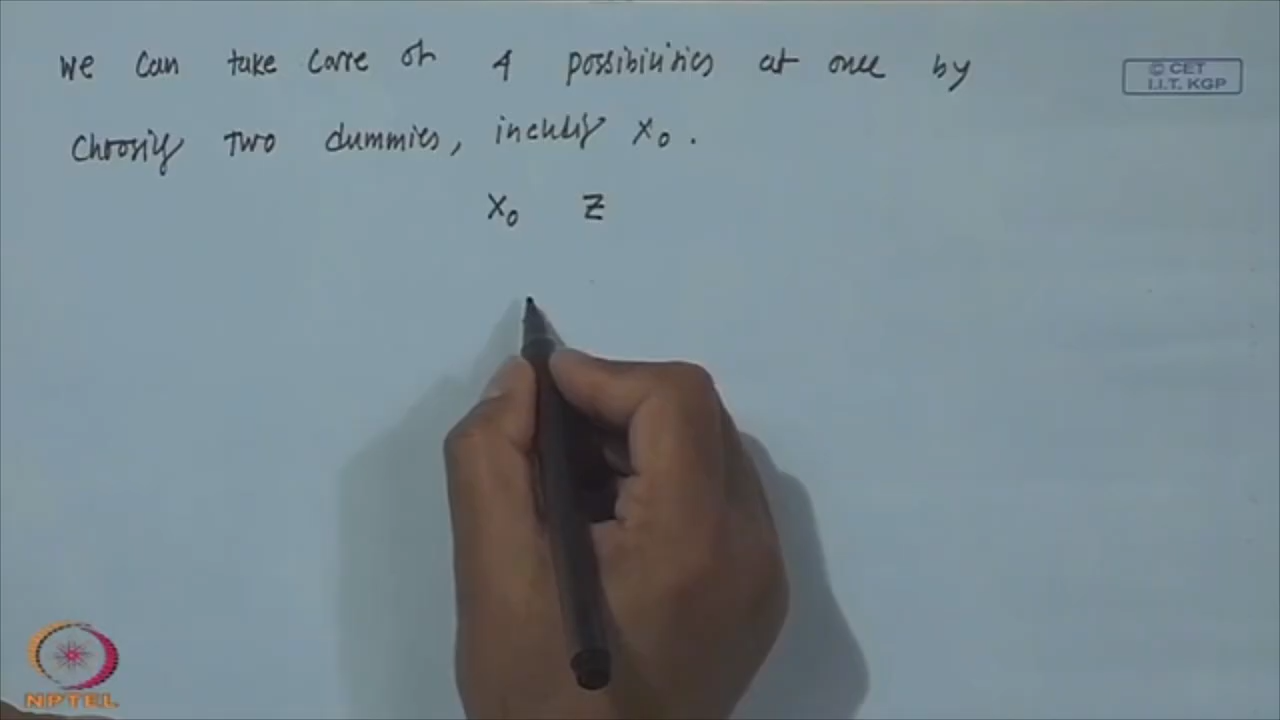 We can take care of 4 possibilities at once by
© CET
I.I.T. KGP
choosing two dummies, including X₀.
X₀ Z
NPTEL